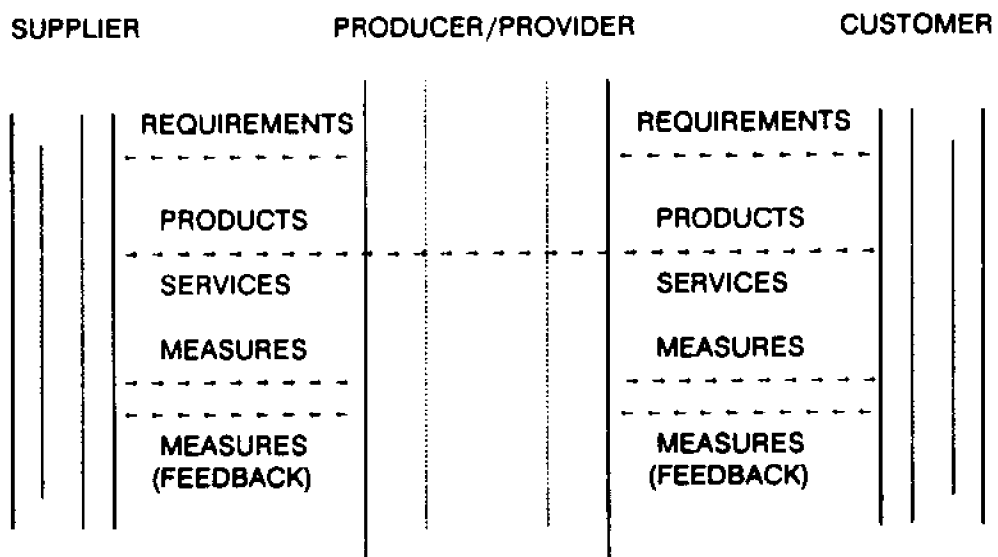 SUPPLIER PRODUCER/PROVIDER CUSTOMER
REQUIREMENTS REQUIREMENTS
PRODUCTS PRODUCTS
SERVICES SERVICES
MEASURES MEASURES
MEASURES MEASURES
(FEEDBACK) (FEEDBACK)